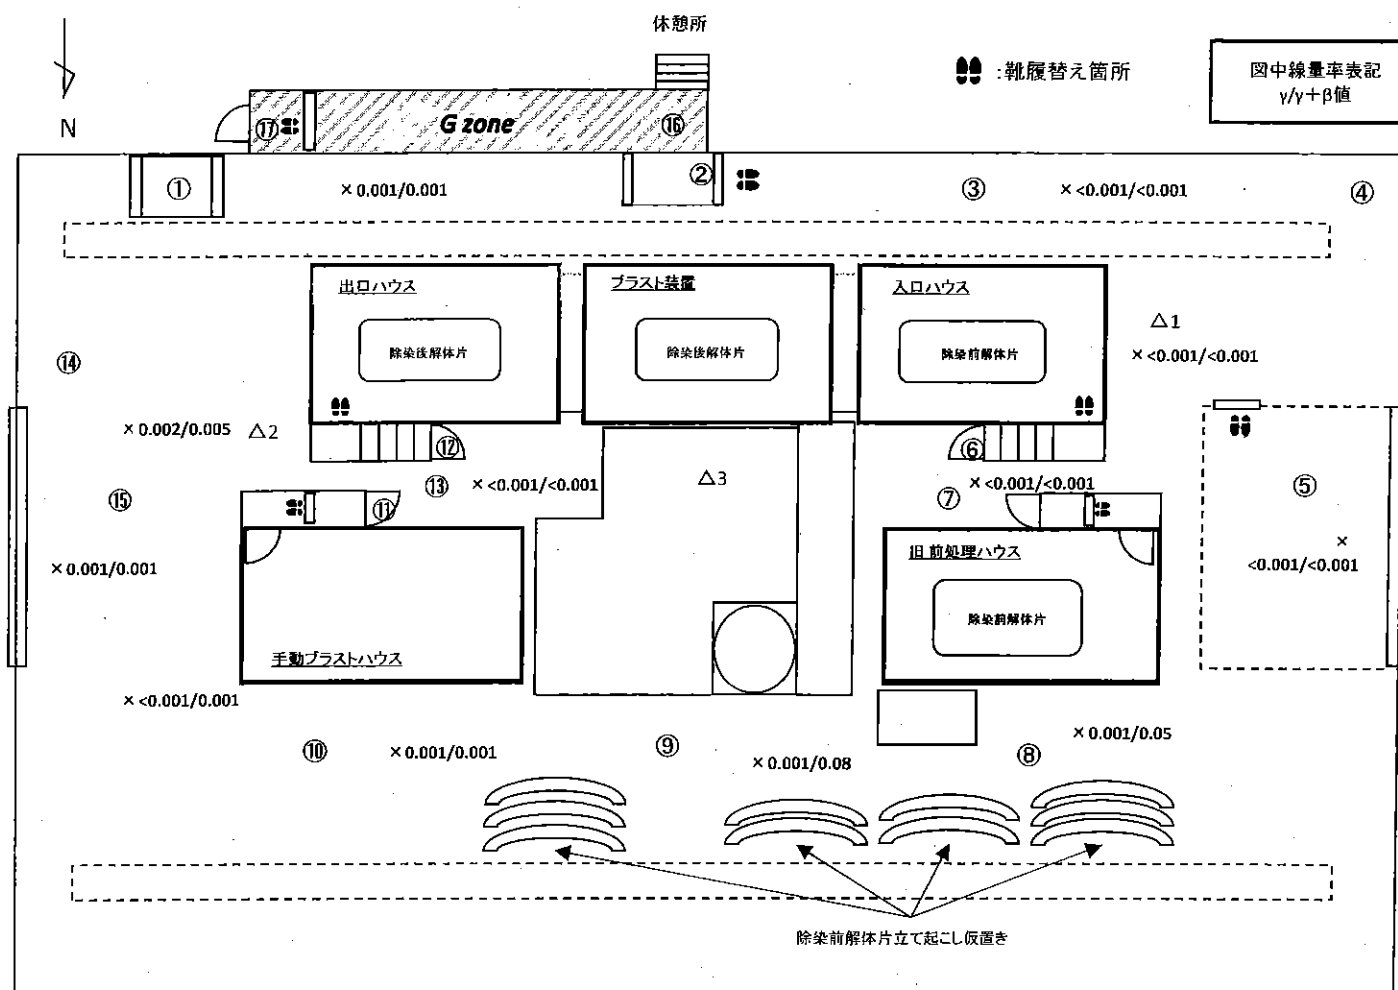 休憩所
:靴履替え箇所
図中線量率表記
γ/γ+β値
N
⑰
G zone
⑯
①
×0.001/0.001
②
③
×<0.001/<0.001
④
出口ハウス
除染後解体片
ブラスト装置
除染後解体片
入口ハウス
除染前解体片
△1
×<0.001/<0.001
⑭
×0.002/0.005
△2
⑫
⑥
⑮
⑬
×<0.001/<0.001
△3
×<0.001/<0.001
⑦
⑤
⑪
×
<0.001/<0.001
×0.001/0.001
旧前処理ハウス
除染前解体片
手動ブラストハウス
×<0.001/0.001
⑩
×0.001/0.001
⑨
×0.001/0.08
⑧
×0.001/0.05
除染前解体片立て起こし仮置き